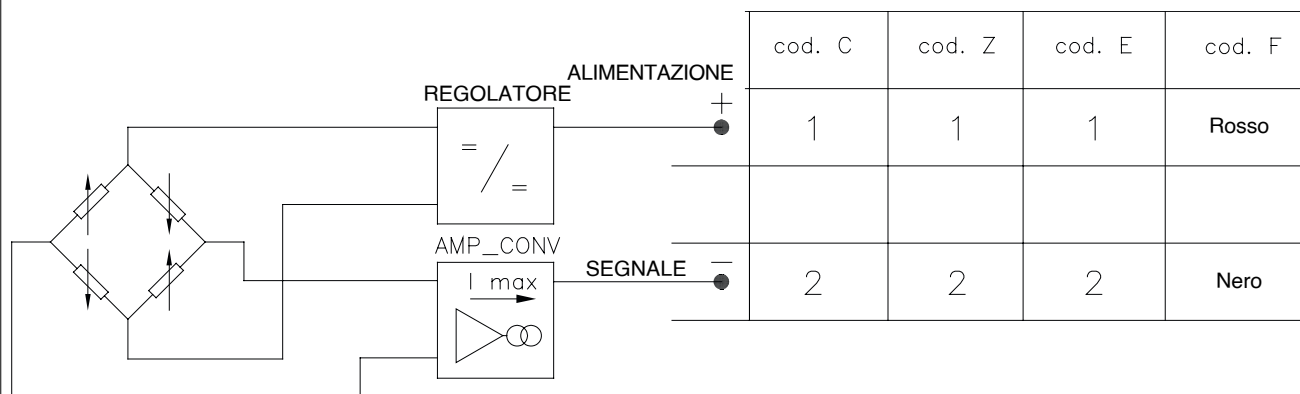 cod. C cod. Z cod. E cod. F
ALIMENTAZIONE
REGOLATORE
+
1 1 1 Rosso
=
/
=
AMP_CONV
SEGNALE −
I max
2 2 2 Nero